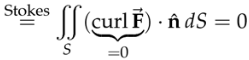 Stokes
= ∬_S (curl F⃗) · n̂ dS = 0
=0